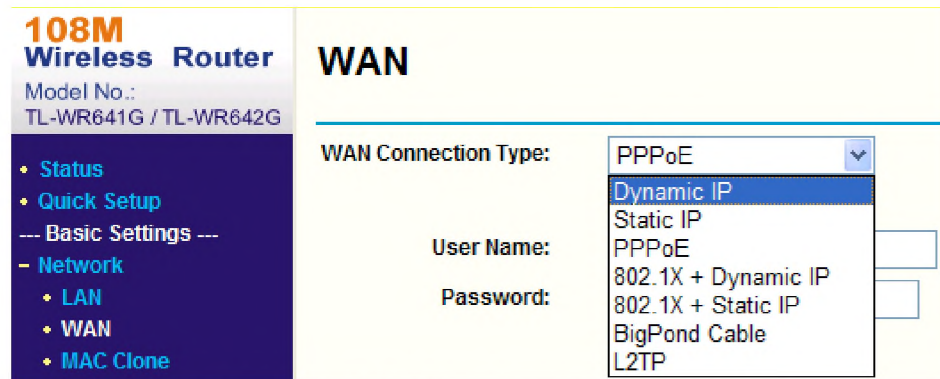 108M
Wireless Router
Model No.:
TL-WR641G / TL-WR642G
• Status
• Quick Setup
--- Basic Settings ---
– Network
• LAN
• WAN
• MAC Clone
WAN
WAN Connection Type:
PPPoE
Dynamic IP
Static IP
PPPoE
802.1X + Dynamic IP
802.1X + Static IP
BigPond Cable
L2TP
User Name:
Password: